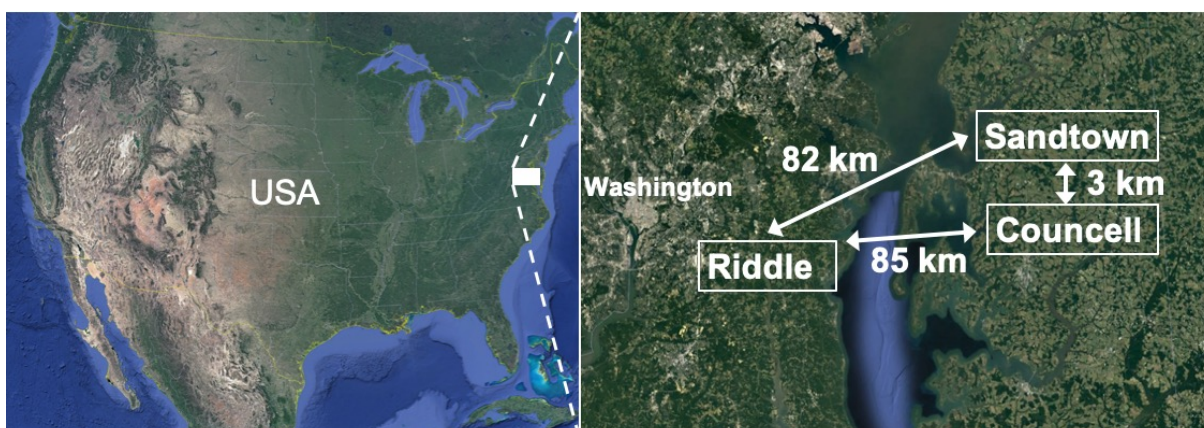 USA
Washington
Riddle
82 km
85 km
Sandtown
3 km
Councell